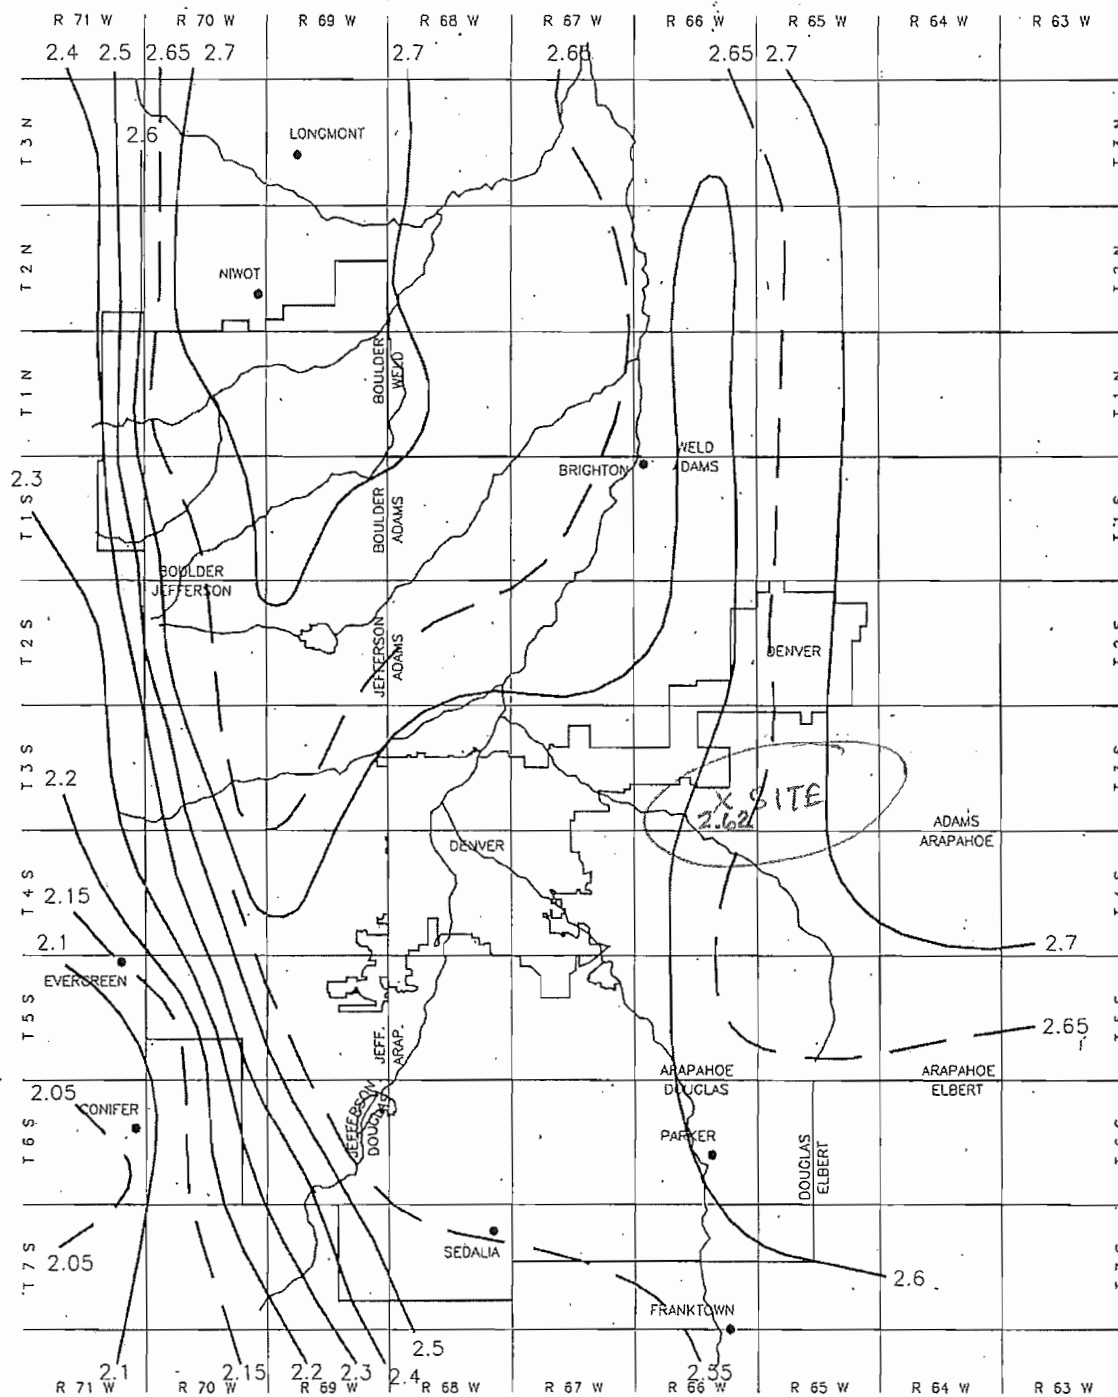 R 71 W R 70 W R 69 W R 68 W R 67 W R 66 W R 65 W R 64 W R 63 W
2.4 2.5 2.65 2.7 2.7 2.65 2.7
T 3 N
2.6
LONGMONT
T 2 N
NIWOT
T 1 N
BOULDER
WELD
WELD
ADAMS
BRIGHTON
2.3
T 1 S
BOULDER
ADAMS
BOULDER
JEFFERSON
T 2 S
JEFFERSON
ADAMS
DENVER
T 3 S
2.2
X SITE
2.62
ADAMS
ARAPAHOE
DENVER
T 4 S
2.15
2.1
2.7
EVERGREEN
T 5 S
JEFF.
ARAP.
2.65
ARAPAHOE
DOUGLAS
ARAPAHOE
ELBERT
2.05
CONIFER
T 6 S
JEFFERSON
DOUGLAS
PARKER
DOUGLAS
ELBERT
SEDALIA
T 7 S
2.05
2.6
FRANKTOWN
2.5
2.1 2.15 2.2 2.3 2.4 2.55
R 71 W R 70 W R 69 W R 68 W R 67 W R 66 W R 65 W R 64 W R 63 W